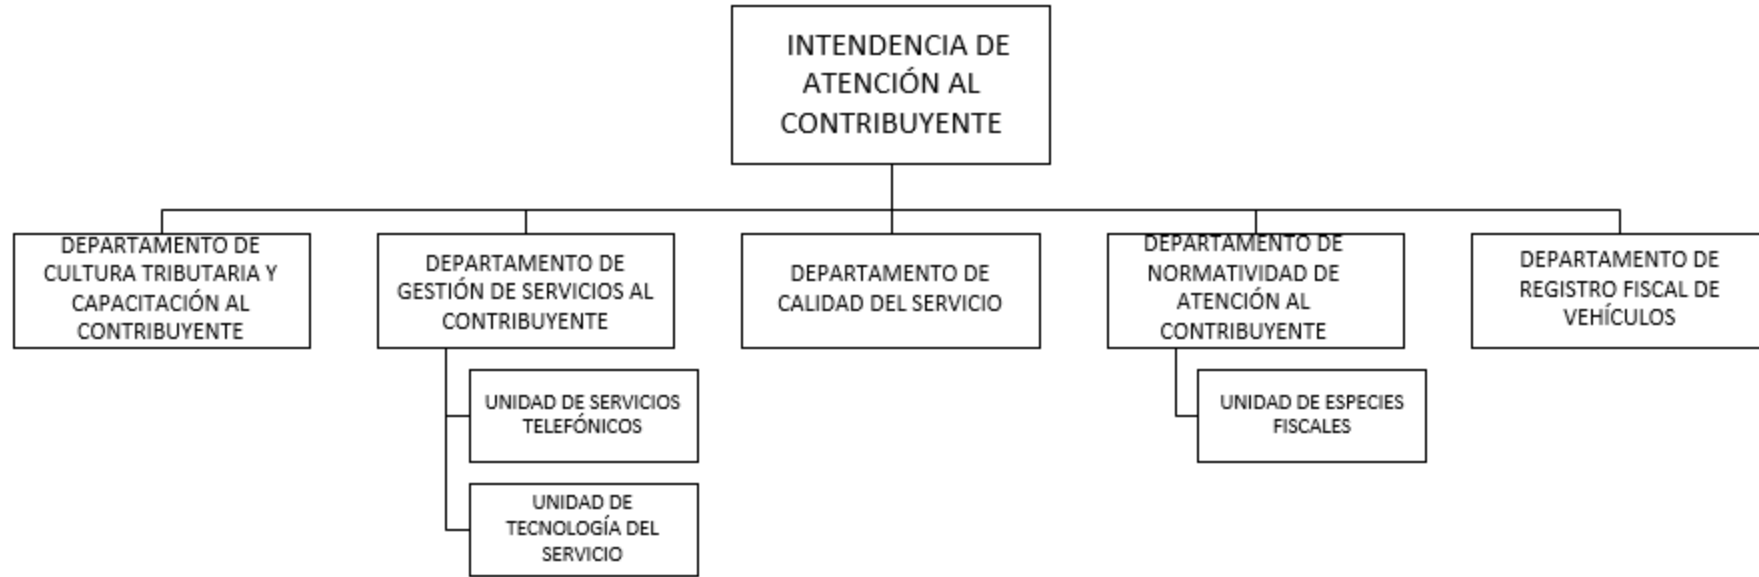 INTENDENCIA DE
ATENCIÓN AL
CONTRIBUYENTE
DEPARTAMENTO DE
CULTURA TRIBUTARIA Y
CAPACITACIÓN AL
CONTRIBUYENTE
DEPARTAMENTO DE
GESTIÓN DE SERVICIOS AL
CONTRIBUYENTE
DEPARTAMENTO DE
CALIDAD DEL SERVICIO
DEPARTAMENTO DE
NORMATIVIDAD DE
ATENCIÓN AL
CONTRIBUYENTE
DEPARTAMENTO DE
REGISTRO FISCAL DE
VEHÍCULOS
UNIDAD DE SERVICIOS
TELEFÓNICOS
UNIDAD DE
TECNOLOGÍA DEL
SERVICIO
UNIDAD DE ESPECIES
FISCALES